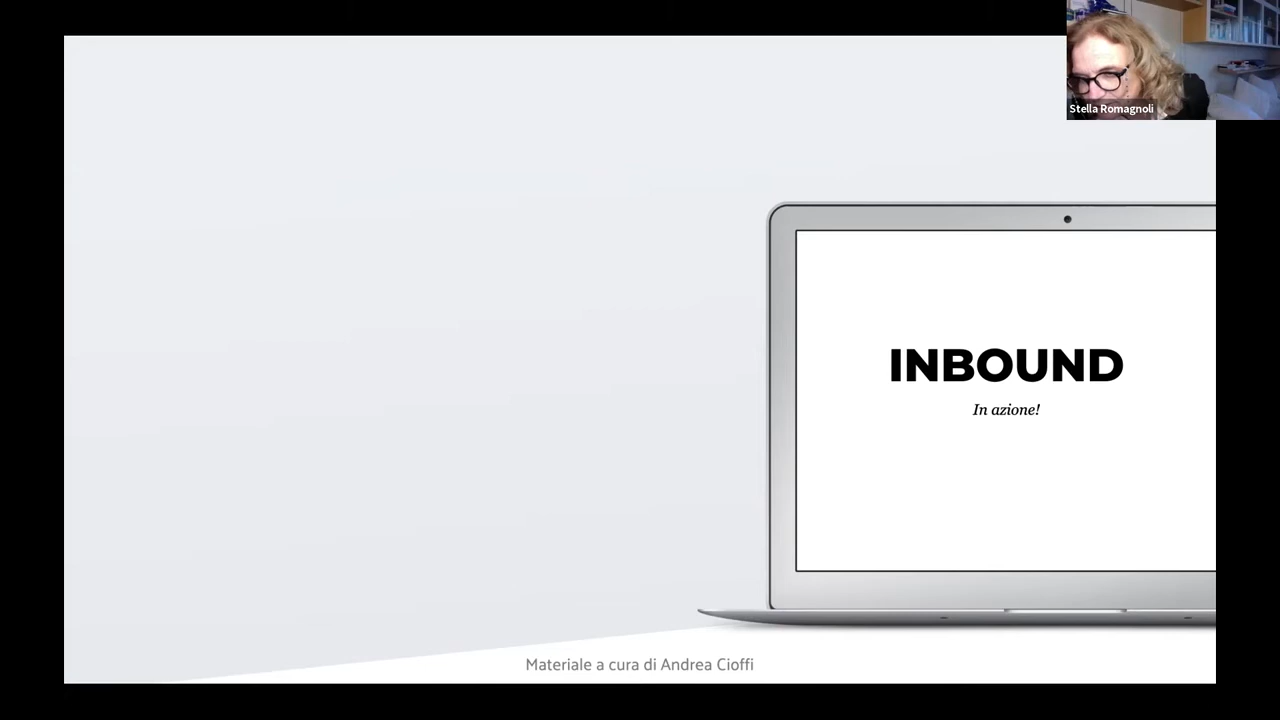 Stella Romagnoli
INBOUND
In azione!
Materiale a cura di Andrea Cioffi